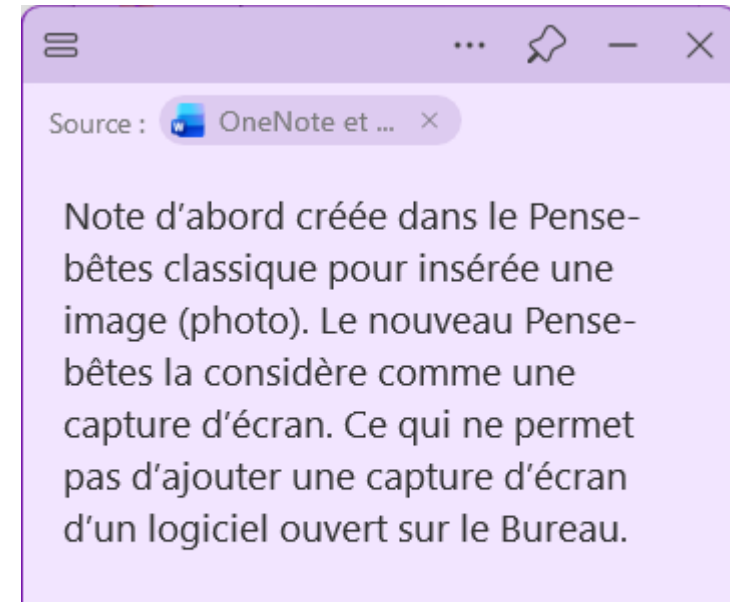 Source : OneNote et ...
Note d’abord créée dans le Pense-
bêtes classique pour insérée une
image (photo). Le nouveau Pense-
bêtes la considère comme une
capture d’écran. Ce qui ne permet
pas d’ajouter une capture d’écran
d’un logiciel ouvert sur le Bureau.